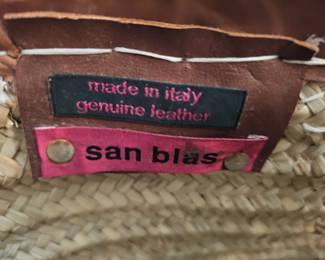 made in italy
genuine leather
san blas